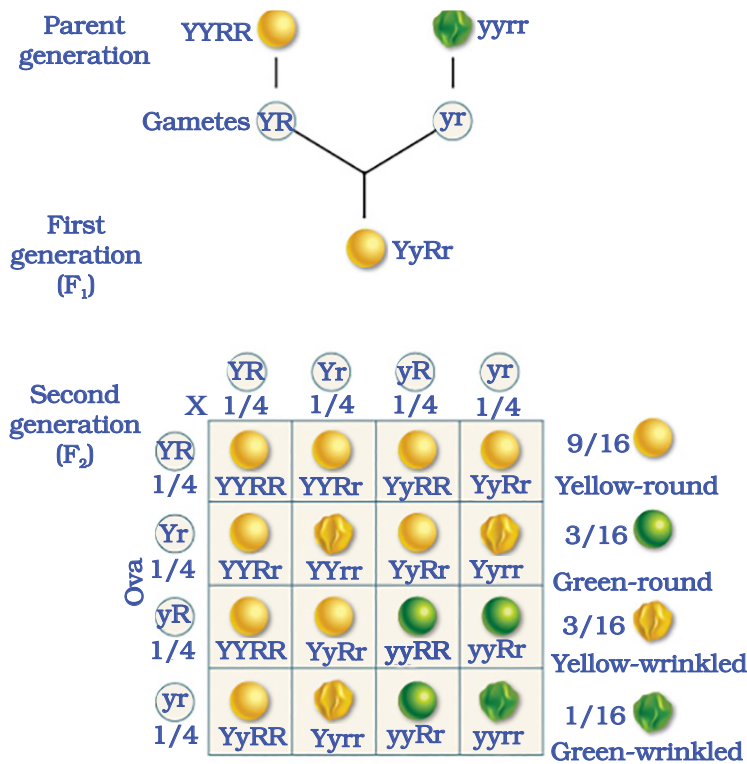 Parent
generation
YYRR
yyrr
Gametes
YR
yr
First
generation
(F₁)
YyRr
Second
generation
(F₂)
X
YR
Yr
yR
yr
1/4
1/4
1/4
1/4
Ova
YR
1/4
YYRR
YYRr
YyRR
YyRr
Yr
1/4
YYRr
YYrr
YyRr
Yyrr
yR
1/4
YYRR
YyRr
yyRR
yyRr
yr
1/4
YyRR
Yyrr
yyRr
yyrr
9/16
Yellow-round
3/16
Green-round
3/16
Yellow-wrinkled
1/16
Green-wrinkled